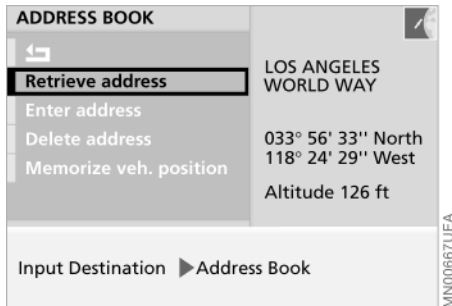 ADDRESS BOOK
Retrieve address
Enter address
Delete address
Memorize veh. position
LOS ANGELES
WORLD WAY
033° 56' 33'' North
118° 24' 29'' West
Altitude 126 ft
Input Destination ▶ Address Book
MN00667UEA